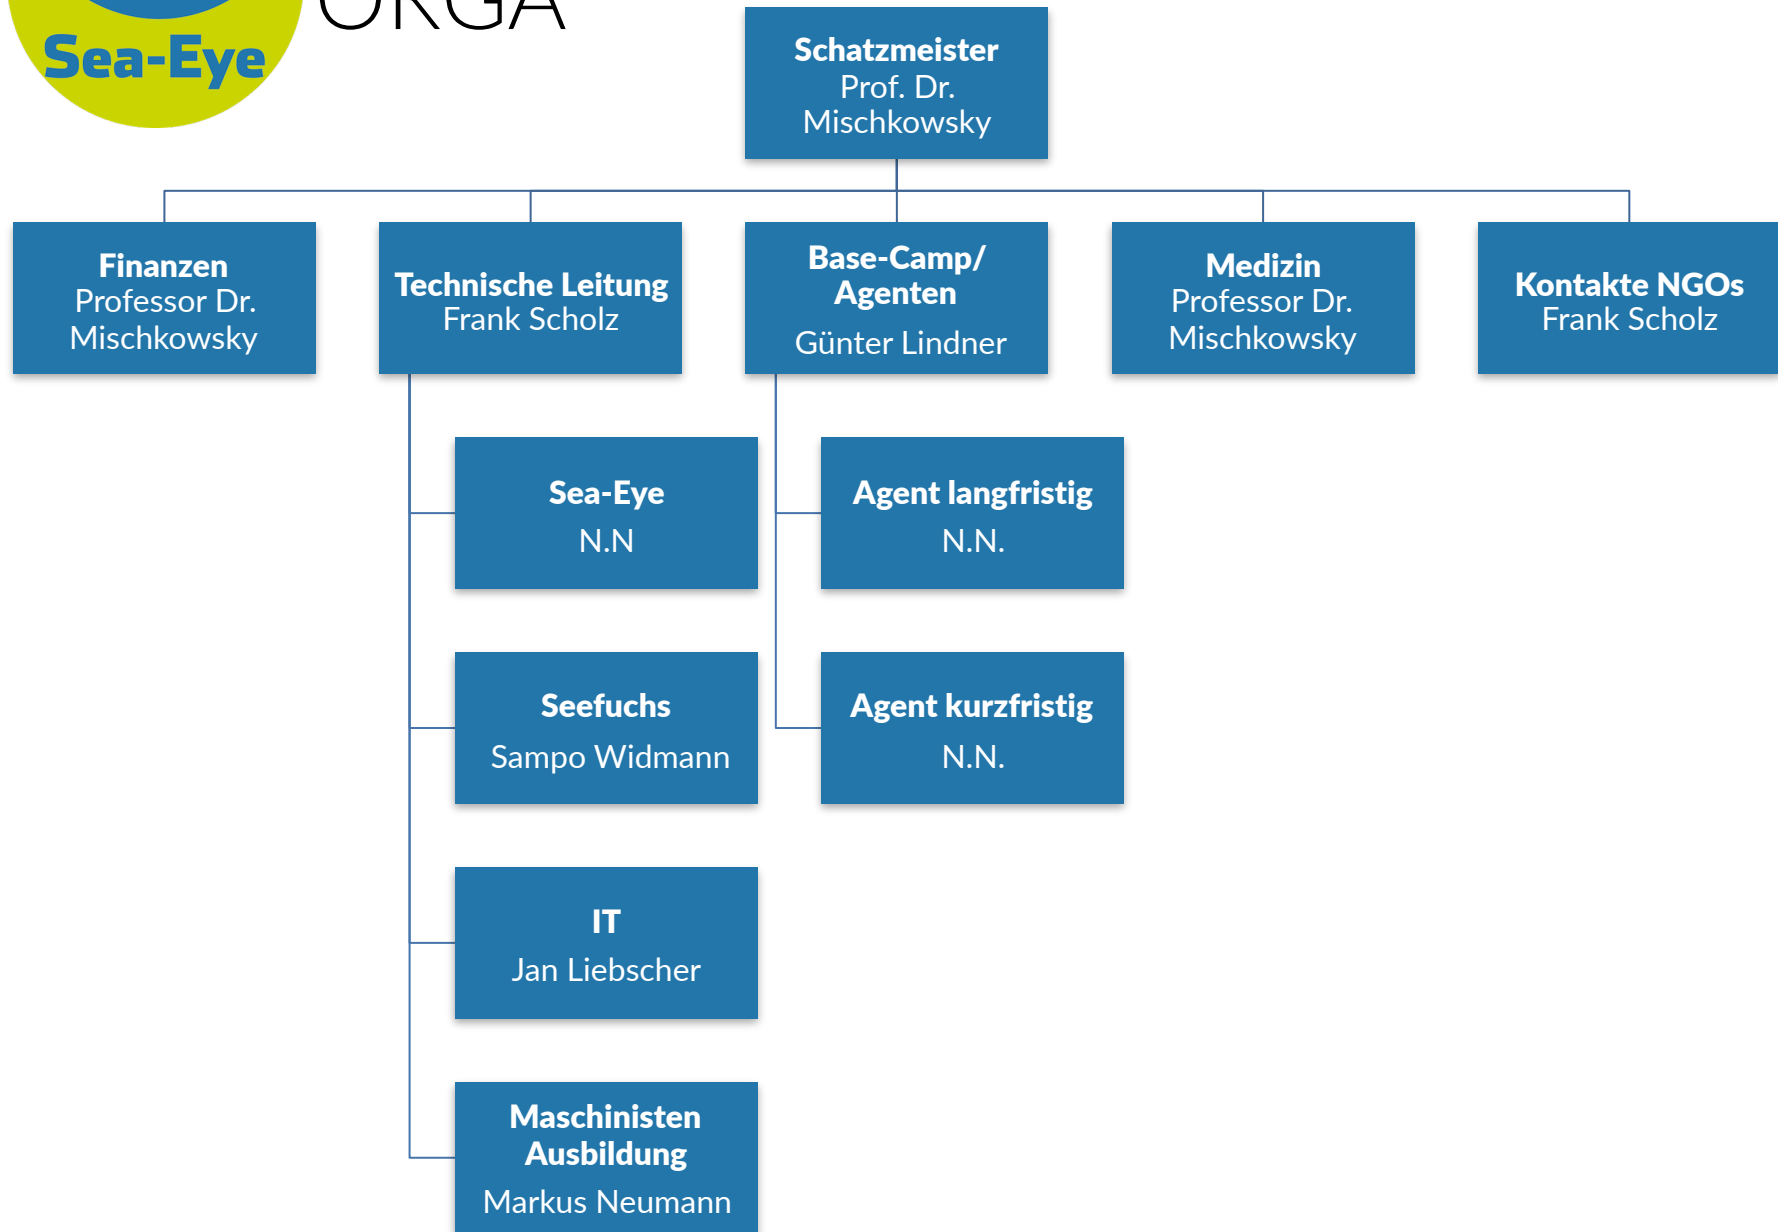 ORGA
Sea-Eye
Schatzmeister
Prof. Dr.
Mischkowsky
Finanzen
Professor Dr.
Mischkowsky
Technische Leitung
Frank Scholz
Base-Camp/
Agenten
Günter Lindner
Medizin
Professor Dr.
Mischkowsky
Kontakte NGOs
Frank Scholz
Sea-Eye
N.N
Agent langfristig
N.N.
Seefuchs
Sampo Widmann
Agent kurzfristig
N.N.
IT
Jan Liebscher
Maschinisten
Ausbildung
Markus Neumann